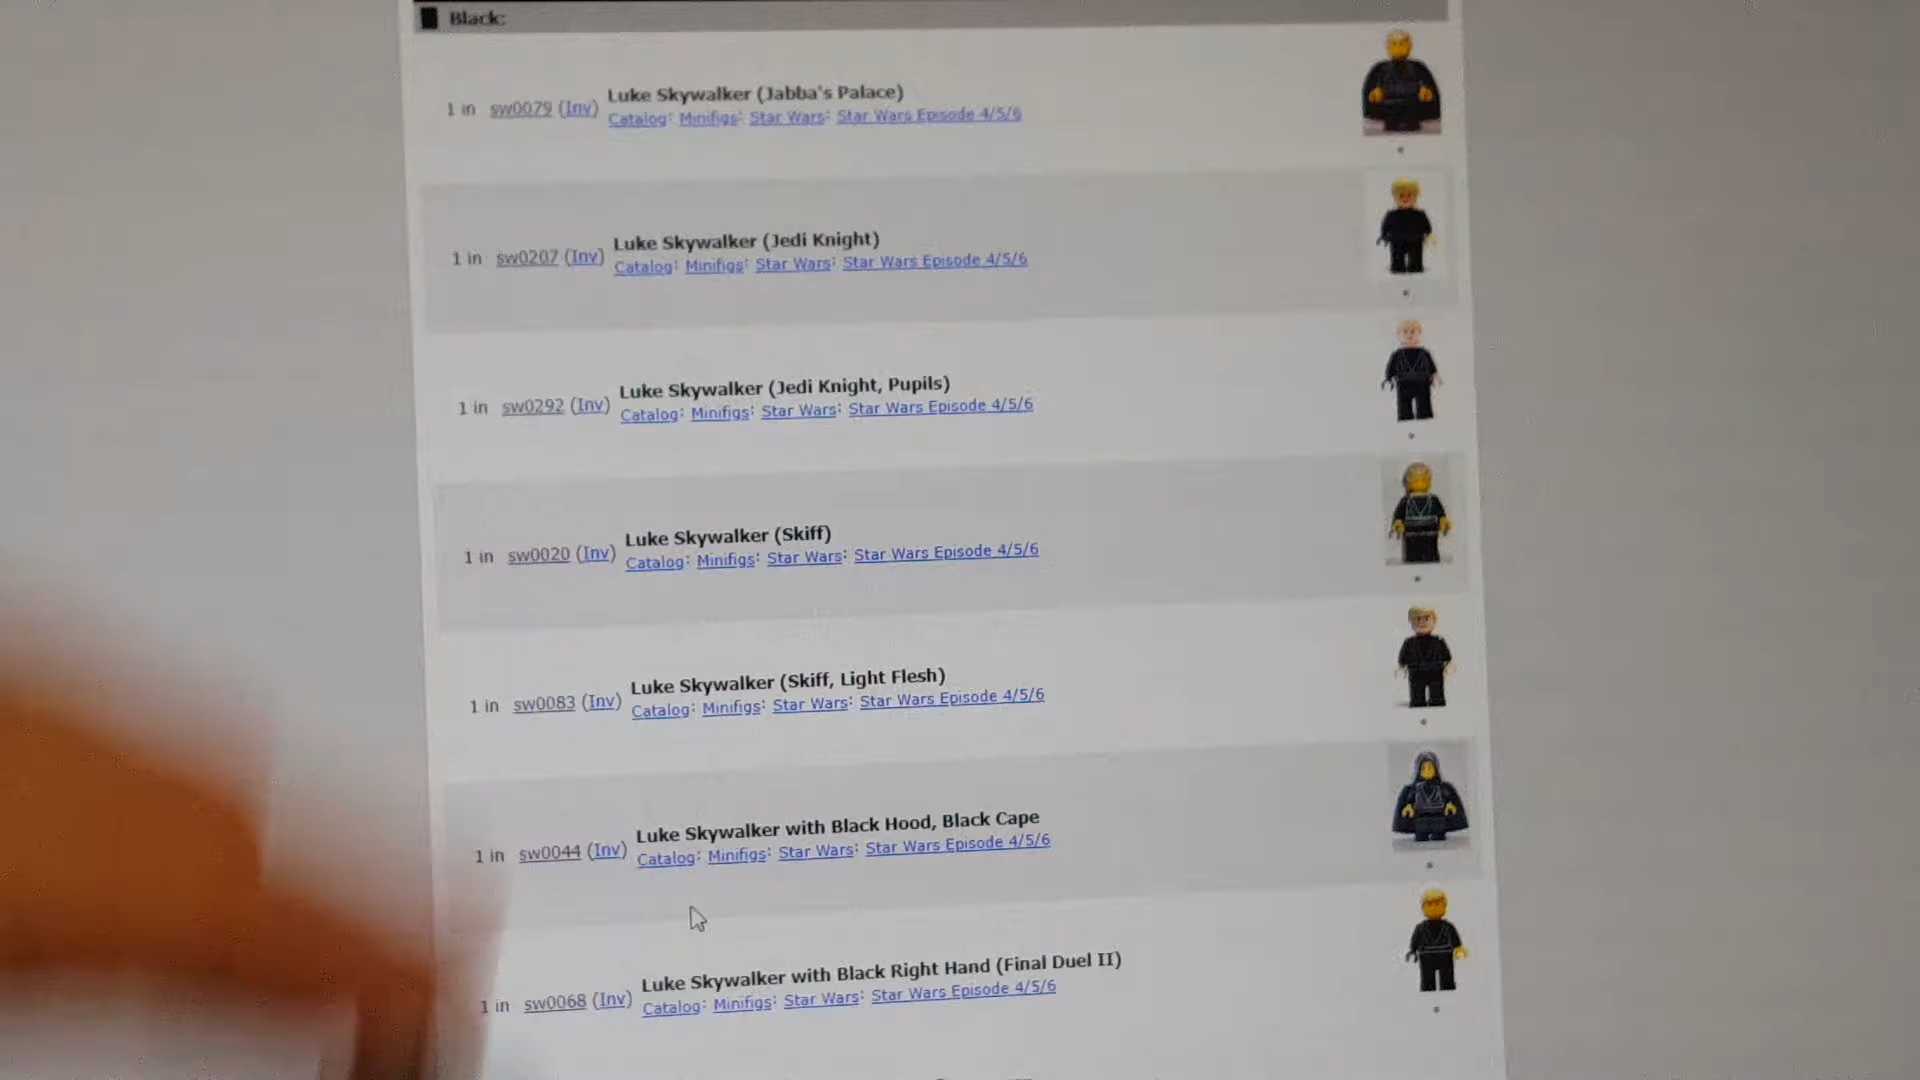 Black:
Luke Skywalker (Jabba's Palace)
1 in sw0079 (Inv) Catalog: Minifigs: Star Wars: Star Wars Episode 4/5/6
Luke Skywalker (Jedi Knight)
1 in sw0207 (Inv) Catalog: Minifigs: Star Wars: Star Wars Episode 4/5/6
Luke Skywalker (Jedi Knight, Pupils)
1 in sw0292 (Inv) Catalog: Minifigs: Star Wars: Star Wars Episode 4/5/6
Luke Skywalker (Skiff)
1 in sw0020 (Inv) Catalog: Minifigs: Star Wars: Star Wars Episode 4/5/6
Luke Skywalker (Skiff, Light Flesh)
1 in sw0083 (Inv) Catalog: Minifigs: Star Wars: Star Wars Episode 4/5/6
Luke Skywalker with Black Hood, Black Cape
1 in sw0044 (Inv) Catalog: Minifigs: Star Wars: Star Wars Episode 4/5/6
Luke Skywalker with Black Right Hand (Final Duel II)
1 in sw0068 (Inv) Catalog: Minifigs: Star Wars: Star Wars Episode 4/5/6